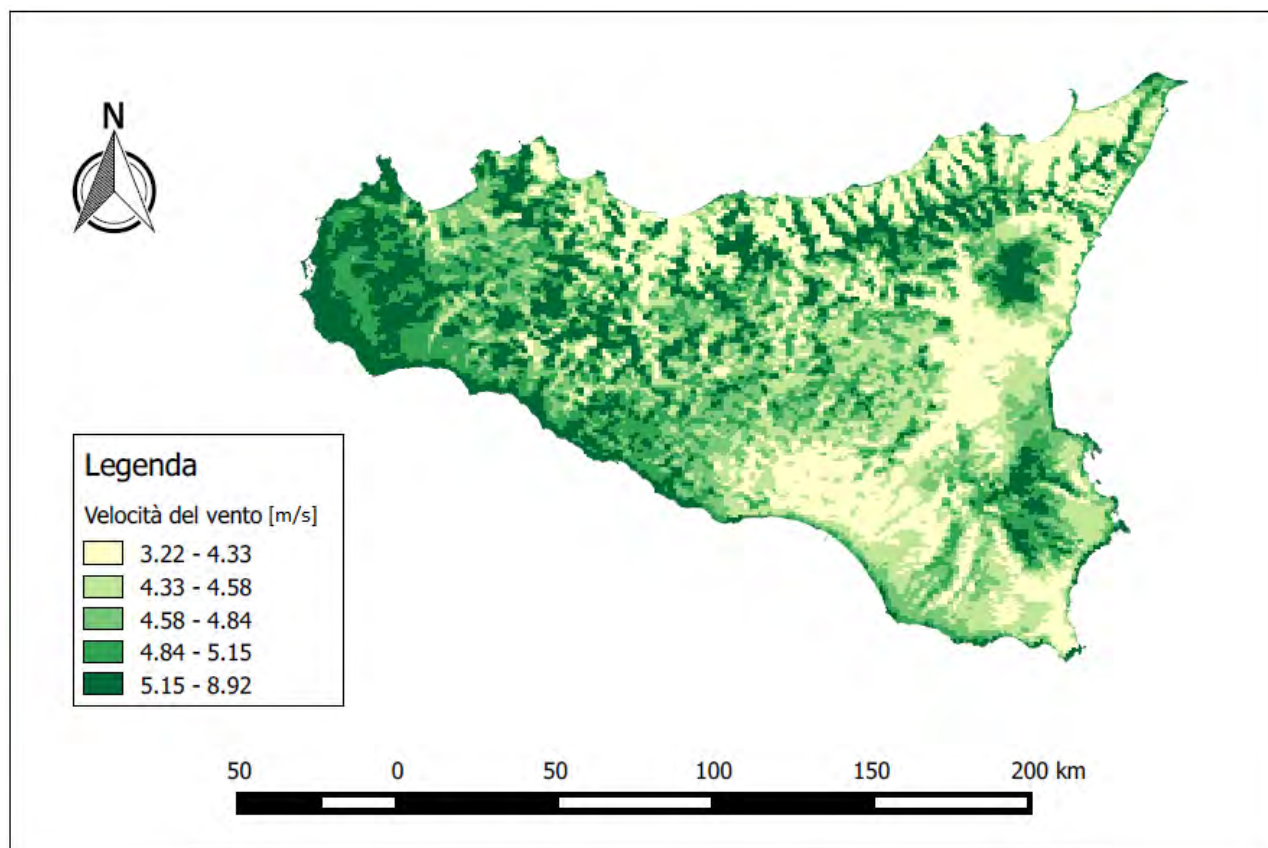 N
Legenda
Velocità del vento [m/s]
3.22 - 4.33
4.33 - 4.58
4.58 - 4.84
4.84 - 5.15
5.15 - 8.92
50 0 50 100 150 200 km